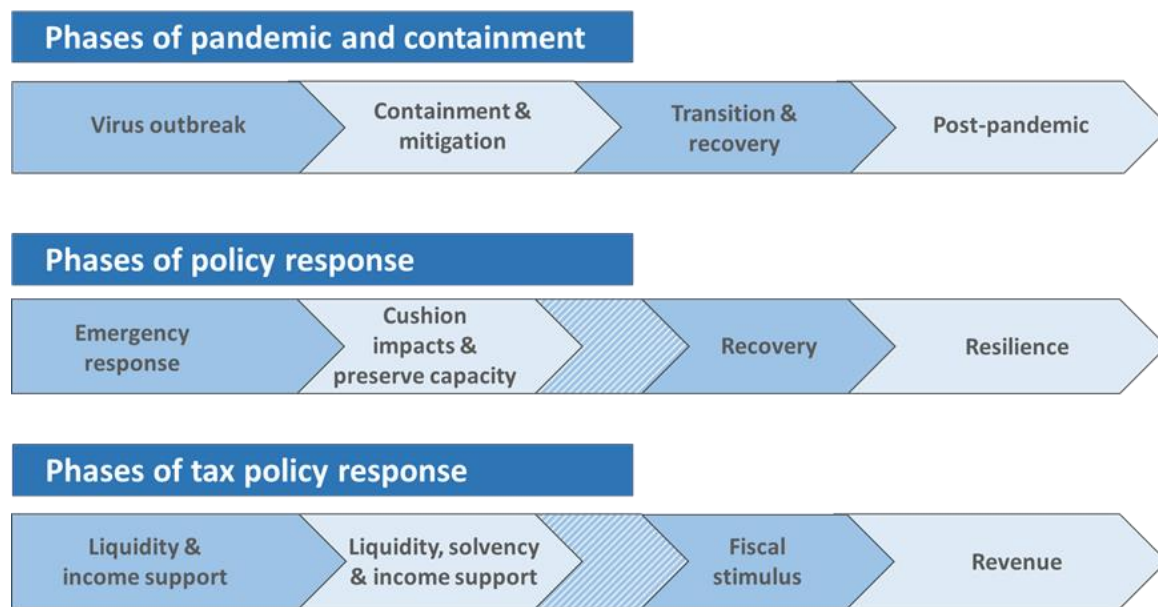 Phases of pandemic and containment
Virus outbreak
Containment &
mitigation
Transition &
recovery
Post-pandemic
Phases of policy response
Emergency
response
Cushion
impacts &
preserve capacity
Recovery
Resilience
Phases of tax policy response
Liquidity &
income support
Liquidity, solvency
& income support
Fiscal
stimulus
Revenue